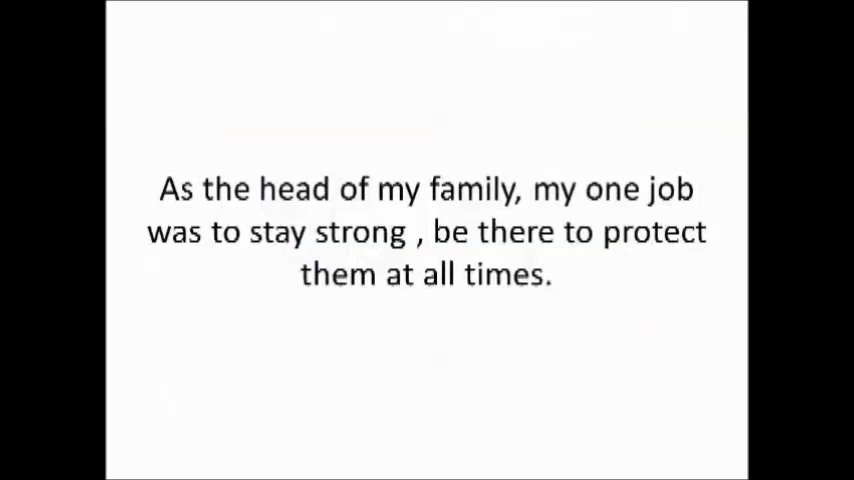 As the head of my family, my one job
was to stay strong , be there to protect
them at all times.